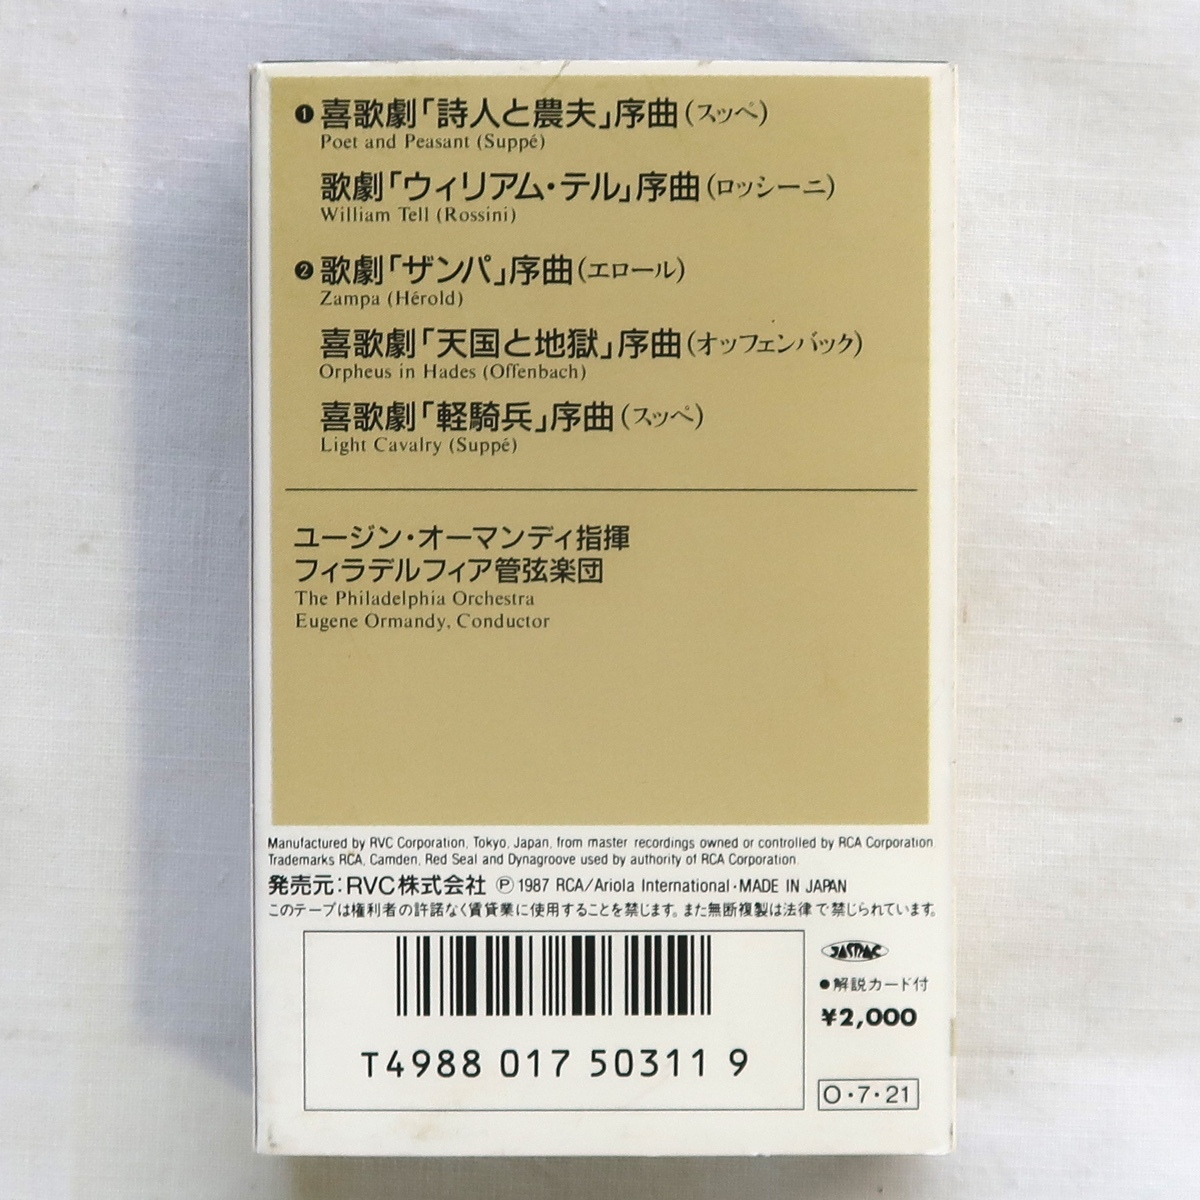 ❶喜歌劇「詩人と農夫」序曲(スッペ)
Poet and Peasant (Suppé)
歌劇「ウィリアム・テル」序曲(ロッシーニ)
William Tell (Rossini)
❷歌劇「ザンパ」序曲(エロール)
Zampa (Hérold)
喜歌劇「天国と地獄」序曲(オッフェンバック)
Orpheus in Hades (Offenbach)
喜歌劇「軽騎兵」序曲(スッペ)
Light Cavalry (Suppé)
ユージン・オーマンディ指揮
フィラデルフィア管弦楽団
The Philadelphia Orchestra
Eugene Ormandy, Conductor
Manufactured by RVC Corporation, Tokyo, Japan, from master recordings owned or controlled by RCA Corporation.
Trademarks RCA, Camden, Red Seal and Dynagroove used by authority of RCA Corporation.
発売元:RVC株式会社 Ⓟ 1987 RCA/Ariola International・MADE IN JAPAN
このテープは権利者の許諾なく賃貸業に使用することを禁じます。また無断複製は法律で禁じられています。
JASRAC
●解説カード付
¥2,000
T4988 017 50311 9
O・7・21